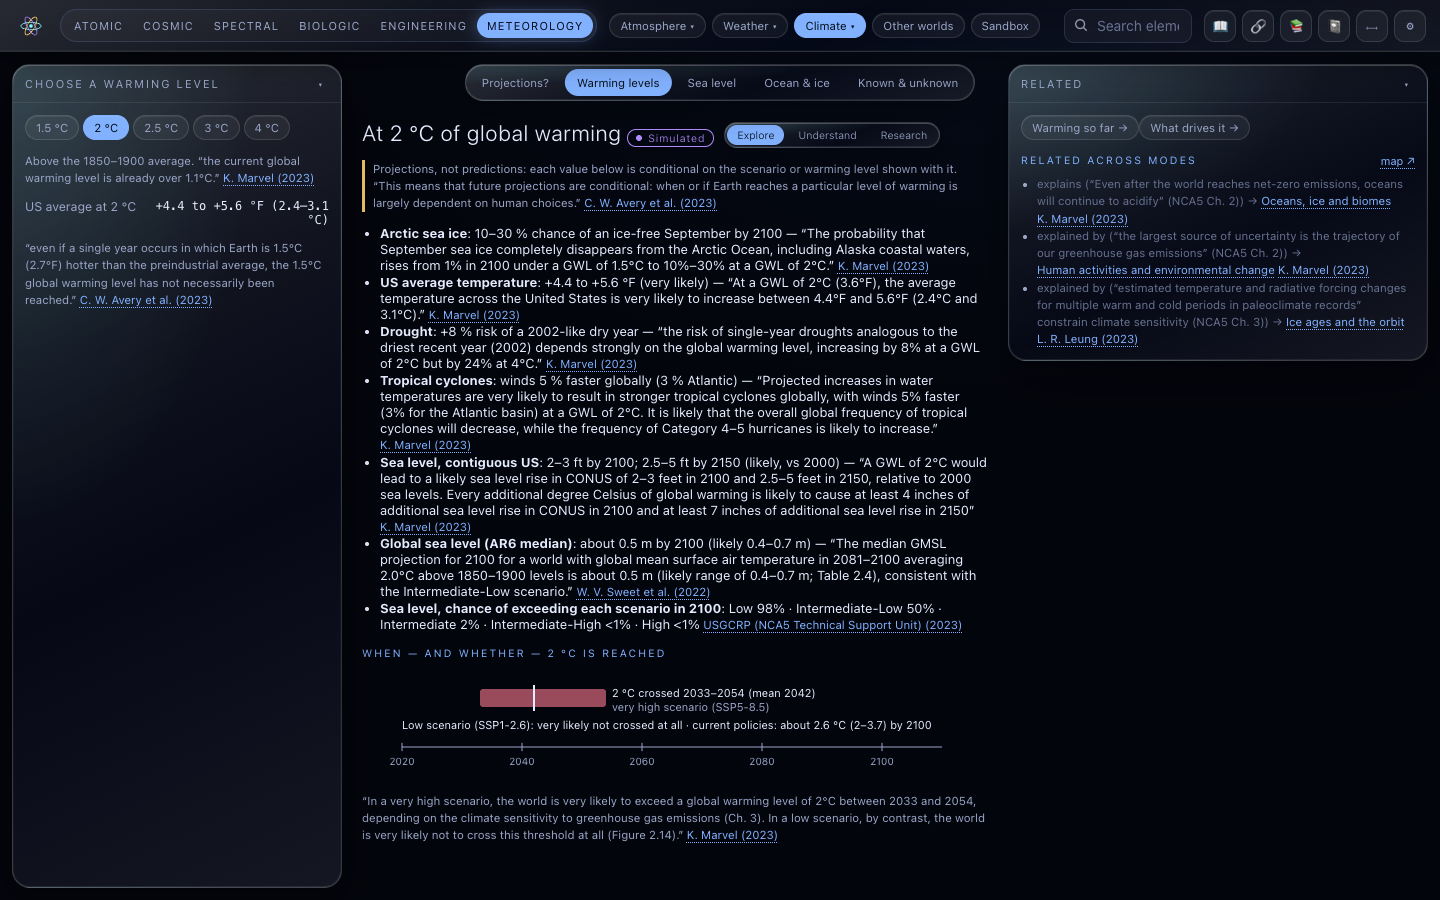 ATOMIC COSMIC SPECTRAL BIOLOGIC ENGINEERING METEOROLOGY Atmosphere ▾ Weather ▾ Climate ▾ Other worlds Sandbox Search elem
CHOOSE A WARMING LEVEL
1.5 °C 2 °C 2.5 °C 3 °C 4 °C
Above the 1850–1900 average. “the current global
warming level is already over 1.1°C.” K. Marvel (2023)
US average at 2 °C +4.4 to +5.6 °F (2.4–3.1
°C)
“even if a single year occurs in which Earth is 1.5°C
(2.7°F) hotter than the preindustrial average, the 1.5°C
global warming level has not necessarily been
reached.” C. W. Avery et al. (2023)
Projections? Warming levels Sea level Ocean & ice Known & unknown
At 2 °C of global warming Simulated Explore Understand Research
Projections, not predictions: each value below is conditional on the scenario or warming level shown with it.
“This means that future projections are conditional: when or if Earth reaches a particular level of warming is
largely dependent on human choices.” C. W. Avery et al. (2023)
• Arctic sea ice: 10–30 % chance of an ice-free September by 2100 — “The probability that
September sea ice completely disappears from the Arctic Ocean, including Alaska coastal waters,
rises from 1% in 2100 under a GWL of 1.5°C to 10%–30% at a GWL of 2°C.” K. Marvel (2023)
• US average temperature: +4.4 to +5.6 °F (very likely) — “At a GWL of 2°C (3.6°F), the average
temperature across the United States is very likely to increase between 4.4°F and 5.6°F (2.4°C and
3.1°C).” K. Marvel (2023)
• Drought: +8 % risk of a 2002-like dry year — “the risk of single-year droughts analogous to the
driest recent year (2002) depends strongly on the global warming level, increasing by 8% at a GWL
of 2°C but by 24% at 4°C.” K. Marvel (2023)
• Tropical cyclones: winds 5 % faster globally (3 % Atlantic) — “Projected increases in water
temperatures are very likely to result in stronger tropical cyclones globally, with winds 5% faster
(3% for the Atlantic basin) at a GWL of 2°C. It is likely that the overall global frequency of tropical
cyclones will decrease, while the frequency of Category 4–5 hurricanes is likely to increase.”
K. Marvel (2023)
• Sea level, contiguous US: 2–3 ft by 2100; 2.5–5 ft by 2150 (likely, vs 2000) — “A GWL of 2°C would
lead to a likely sea level rise in CONUS of 2–3 feet in 2100 and 2.5–5 feet in 2150, relative to 2000
sea levels. Every additional degree Celsius of global warming is likely to cause at least 4 inches of
additional sea level rise in CONUS in 2100 and at least 7 inches of additional sea level rise in 2150”
K. Marvel (2023)
• Global sea level (AR6 median): about 0.5 m by 2100 (likely 0.4–0.7 m) — “The median GMSL
projection for 2100 for a world with global mean surface air temperature in 2081–2100 averaging
2.0°C above 1850–1900 levels is about 0.5 m (likely range of 0.4–0.7 m; Table 2.4), consistent with
the Intermediate-Low scenario.” W. V. Sweet et al. (2022)
• Sea level, chance of exceeding each scenario in 2100: Low 98% · Intermediate-Low 50% ·
Intermediate 2% · Intermediate-High <1% · High <1% USGCRP (NCA5 Technical Support Unit) (2023)
WHEN — AND WHETHER — 2 °C IS REACHED
2 °C crossed 2033–2054 (mean 2042)
very high scenario (SSP5-8.5)
Low scenario (SSP1-2.6): very likely not crossed at all · current policies: about 2.6 °C (2–3.7) by 2100
2020 2040 2060 2080 2100
“In a very high scenario, the world is very likely to exceed a global warming level of 2°C between 2033 and 2054,
depending on the climate sensitivity to greenhouse gas emissions (Ch. 3). In a low scenario, by contrast, the world
is very likely not to cross this threshold at all (Figure 2.14).” K. Marvel (2023)
RELATED
Warming so far → What drives it →
RELATED ACROSS MODES map ↗
• explains (“Even after the world reaches net-zero emissions, oceans
will continue to acidify” (NCA5 Ch. 2)) → Oceans, ice and biomes
K. Marvel (2023)
• explained by (“the largest source of uncertainty is the trajectory of
our greenhouse gas emissions” (NCA5 Ch. 2)) →
Human activities and environmental change K. Marvel (2023)
• explained by (“estimated temperature and radiative forcing changes
for multiple warm and cold periods in paleoclimate records”
constrain climate sensitivity (NCA5 Ch. 3)) → Ice ages and the orbit
L. R. Leung (2023)